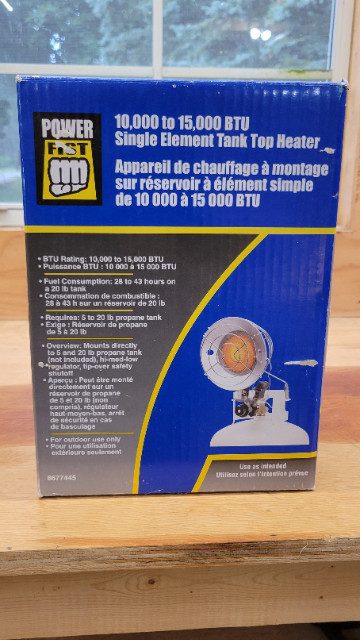 POWER
FIST
10,000 to 15,000 BTU
Single Element Tank Top Heater
Appareil de chauffage à montage
sur réservoir à élément simple
de 10 000 à 15 000 BTU
• BTU Rating: 10,000 to 15,000 BTU
• Puissance BTU : 10 000 à 15 000 BTU
• Fuel Consumption: 28 to 43 hours on
a 20 lb tank
• Consommation de combustible :
28 à 43 h sur un réservoir de 20 lb
• Requires: 5 to 20 lb propane tank
• Exige : Réservoir de propane
de 5 à 20 lb
• Overview: Mounts directly
to 5 and 20 lb propane tank
(not included), hi-med-low
regulator, tip-over safety
shutoff
• Aperçu : Peut être monté
directement sur un
réservoir de propane
de 5 et 20 lb (non
compris), régulateur
haut-moyen-bas, arrêt
de sécurité en cas
de basculage
• For outdoor use only
• Pour une utilisation
extérieure seulement
8677445
Use as intended
Utilisez selon l'intention prévue